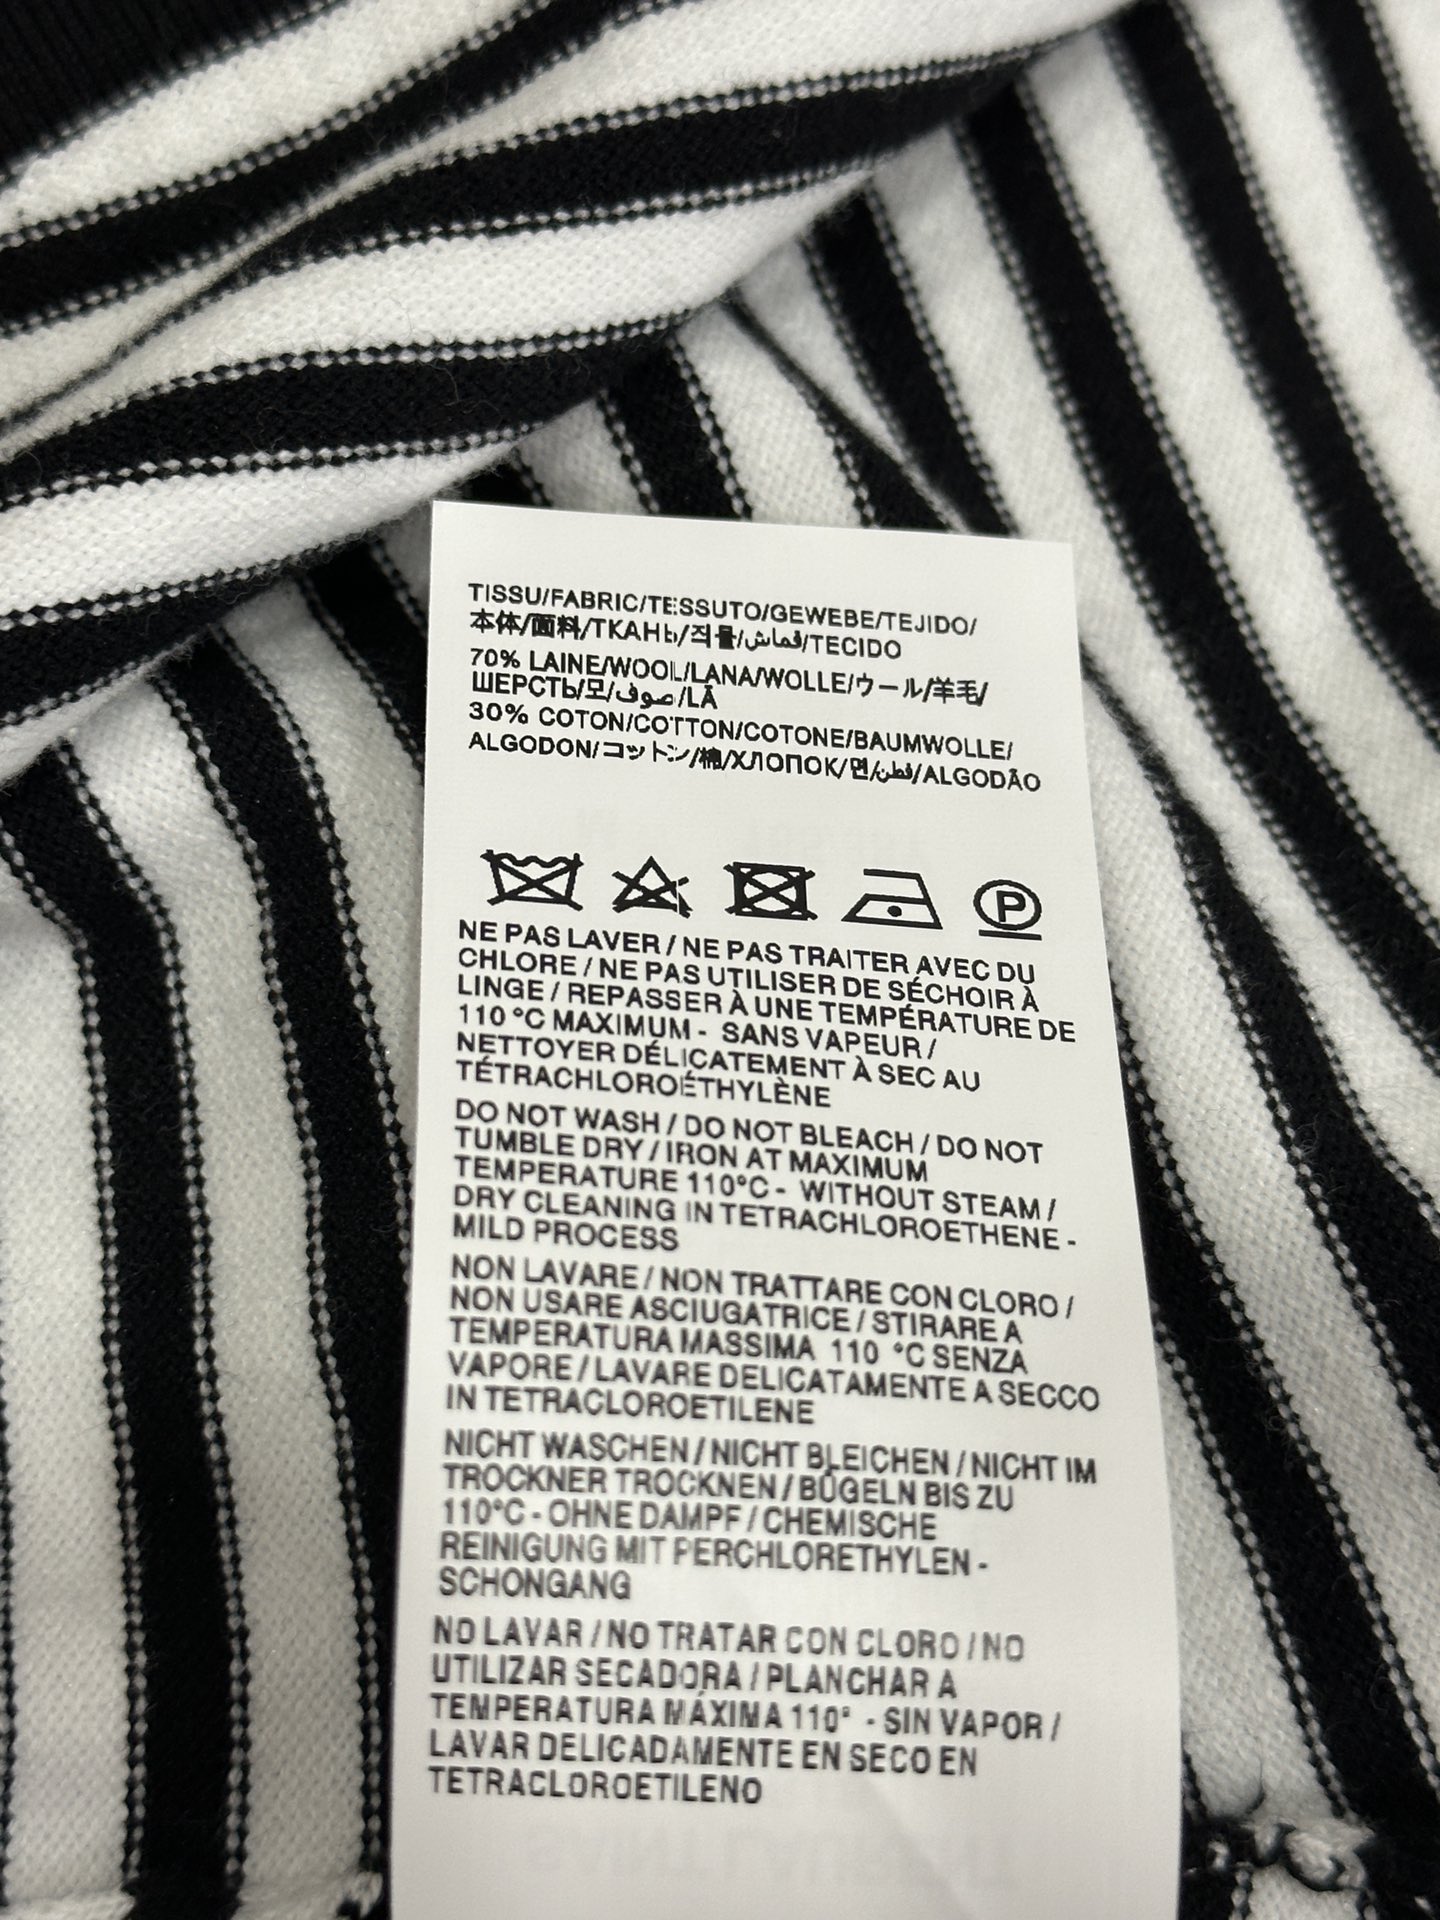 TISSU/FABRIC/TESSUTO/GEWEBE/TEJIDO/
本体/面料/ТКАНЬ/직물/قماش/TECIDO
70% LAINE/WOOL/LANA/WOLLE/ウール/羊毛/
ШЕРСТЬ/모/صوف/LÃ
30% COTON/COTTON/COTONE/BAUMWOLLE/
ALGODON/コットン/棉/ХЛОПОК/면/قطن/ALGODÃO
P
NE PAS LAVER / NE PAS TRAITER AVEC DU
CHLORE / NE PAS UTILISER DE SÉCHOIR À
LINGE / REPASSER À UNE TEMPÉRATURE DE
110 °C MAXIMUM - SANS VAPEUR /
NETTOYER DÉLICATEMENT À SEC AU
TÉTRACHLOROÉTHYLÈNE
DO NOT WASH / DO NOT BLEACH / DO NOT
TUMBLE DRY / IRON AT MAXIMUM
TEMPERATURE 110°C - WITHOUT STEAM /
DRY CLEANING IN TETRACHLOROETHENE -
MILD PROCESS
NON LAVARE / NON TRATTARE CON CLORO /
NON USARE ASCIUGATRICE / STIRARE A
TEMPERATURA MASSIMA 110 °C SENZA
VAPORE / LAVARE DELICATAMENTE A SECCO
IN TETRACLOROETILENE
NICHT WASCHEN / NICHT BLEICHEN / NICHT IM
TROCKNER TROCKNEN / BÜGELN BIS ZU
110°C - OHNE DAMPF / CHEMISCHE
REINIGUNG MIT PERCHLORETHYLEN -
SCHONGANG
NO LAVAR / NO TRATAR CON CLORO / NO
UTILIZAR SECADORA / PLANCHAR A
TEMPERATURA MÁXIMA 110° - SIN VAPOR /
LAVAR DELICADAMENTE EN SECO EN
TETRACLOROETILENO